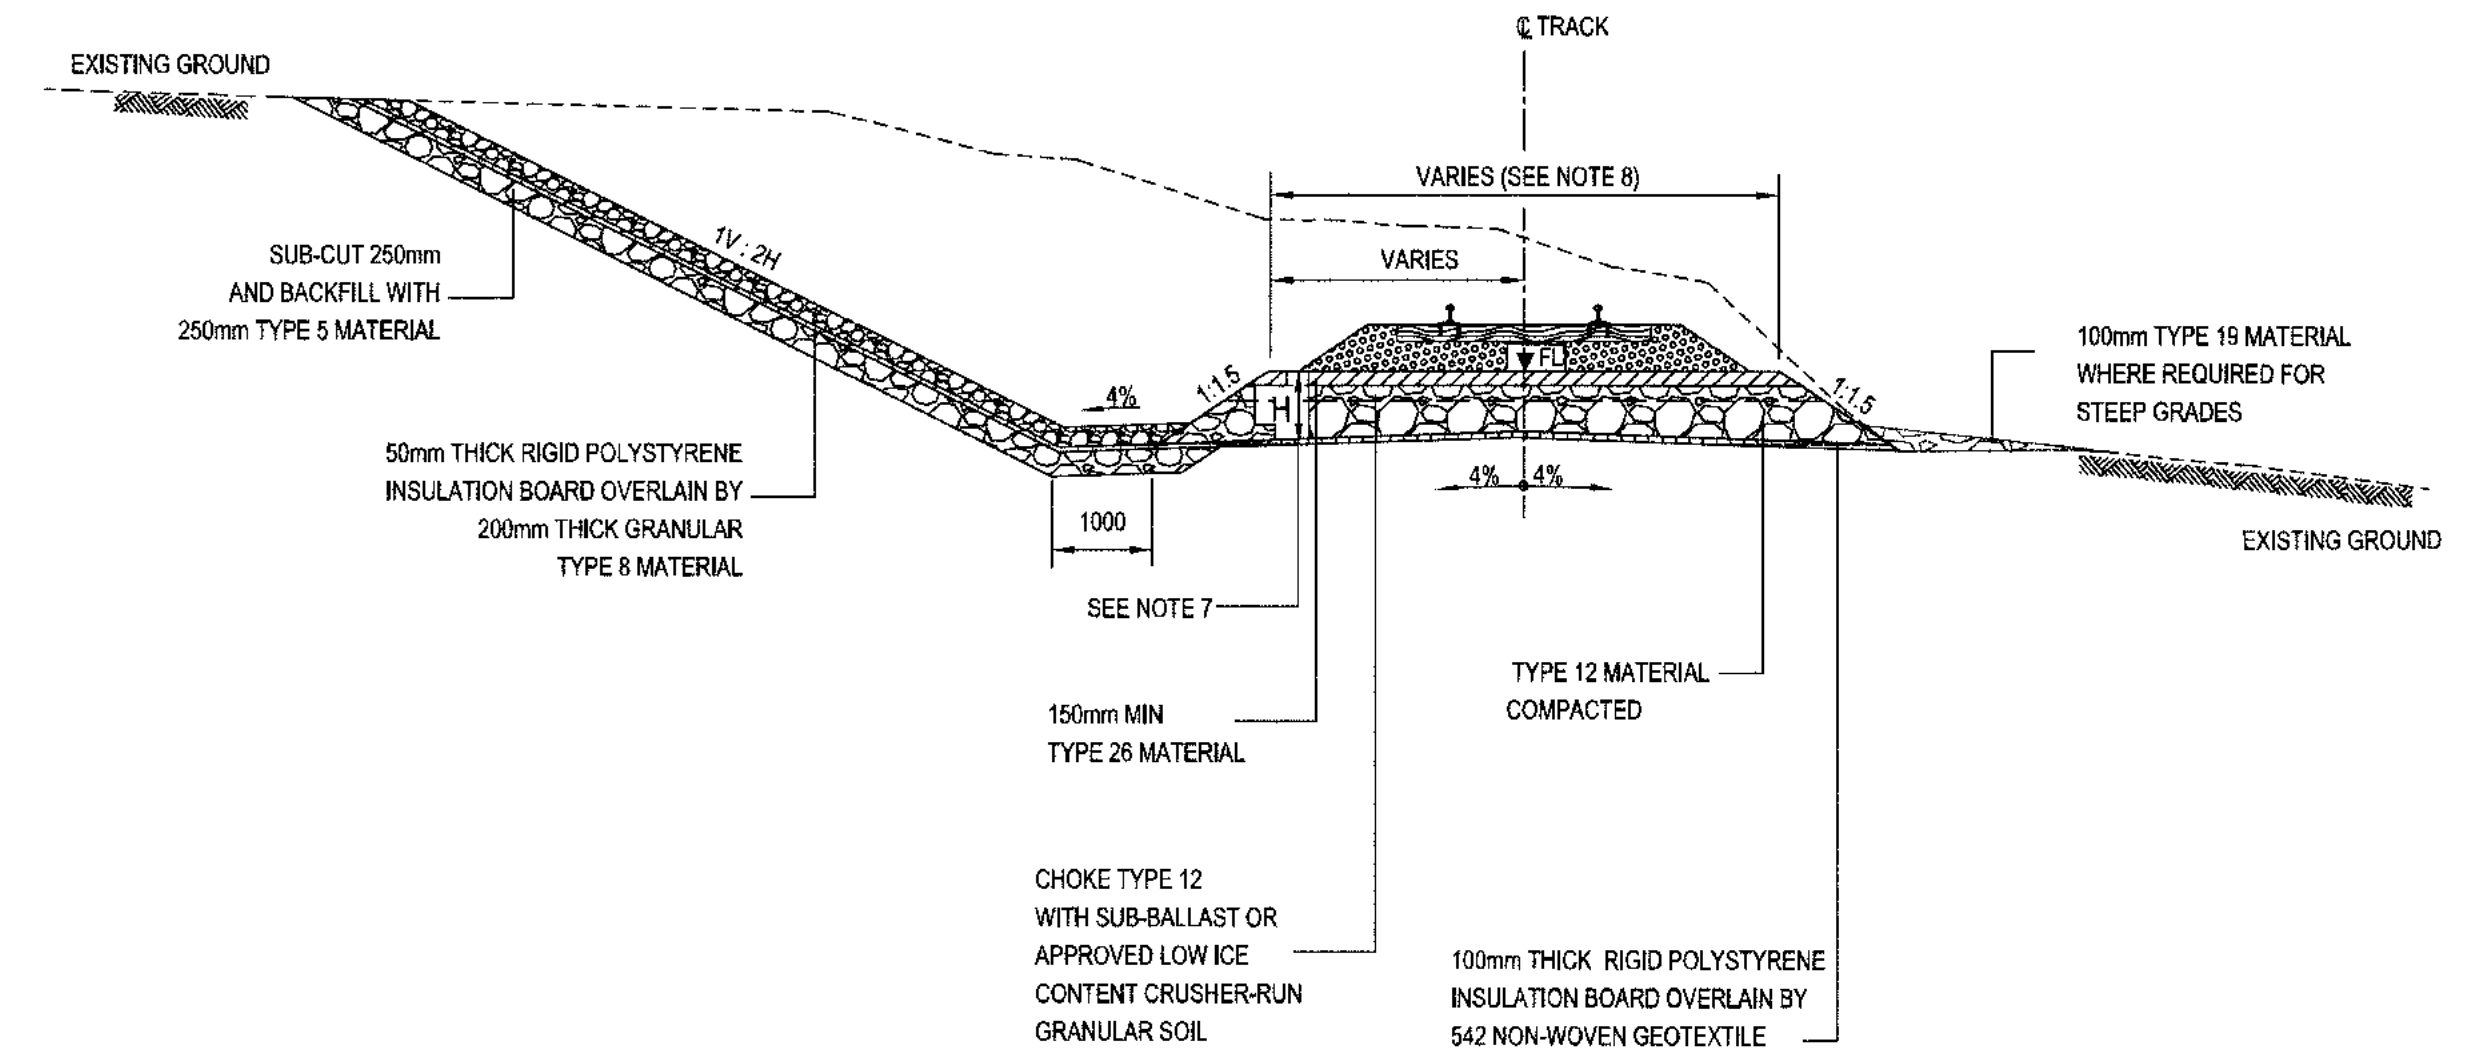 ℄ TRACK
EXISTING GROUND
VARIES (SEE NOTE 8)
VARIES
1V : 2H
SUB-CUT 250mm
AND BACKFILL WITH
250mm TYPE 5 MATERIAL
100mm TYPE 19 MATERIAL
WHERE REQUIRED FOR
STEEP GRADES
FL
1:1.5
1:1.5
4%
H
50mm THICK RIGID POLYSTYRENE
INSULATION BOARD OVERLAIN BY
200mm THICK GRANULAR
TYPE 8 MATERIAL
4% 4%
1000
EXISTING GROUND
SEE NOTE 7
TYPE 12 MATERIAL
COMPACTED
150mm MIN
TYPE 26 MATERIAL
CHOKE TYPE 12
WITH SUB-BALLAST OR
APPROVED LOW ICE
CONTENT CRUSHER-RUN
GRANULAR SOIL
100mm THICK RIGID POLYSTYRENE
INSULATION BOARD OVERLAIN BY
542 NON-WOVEN GEOTEXTILE